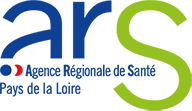 ars
Agence Régionale de Santé
Pays de la Loire